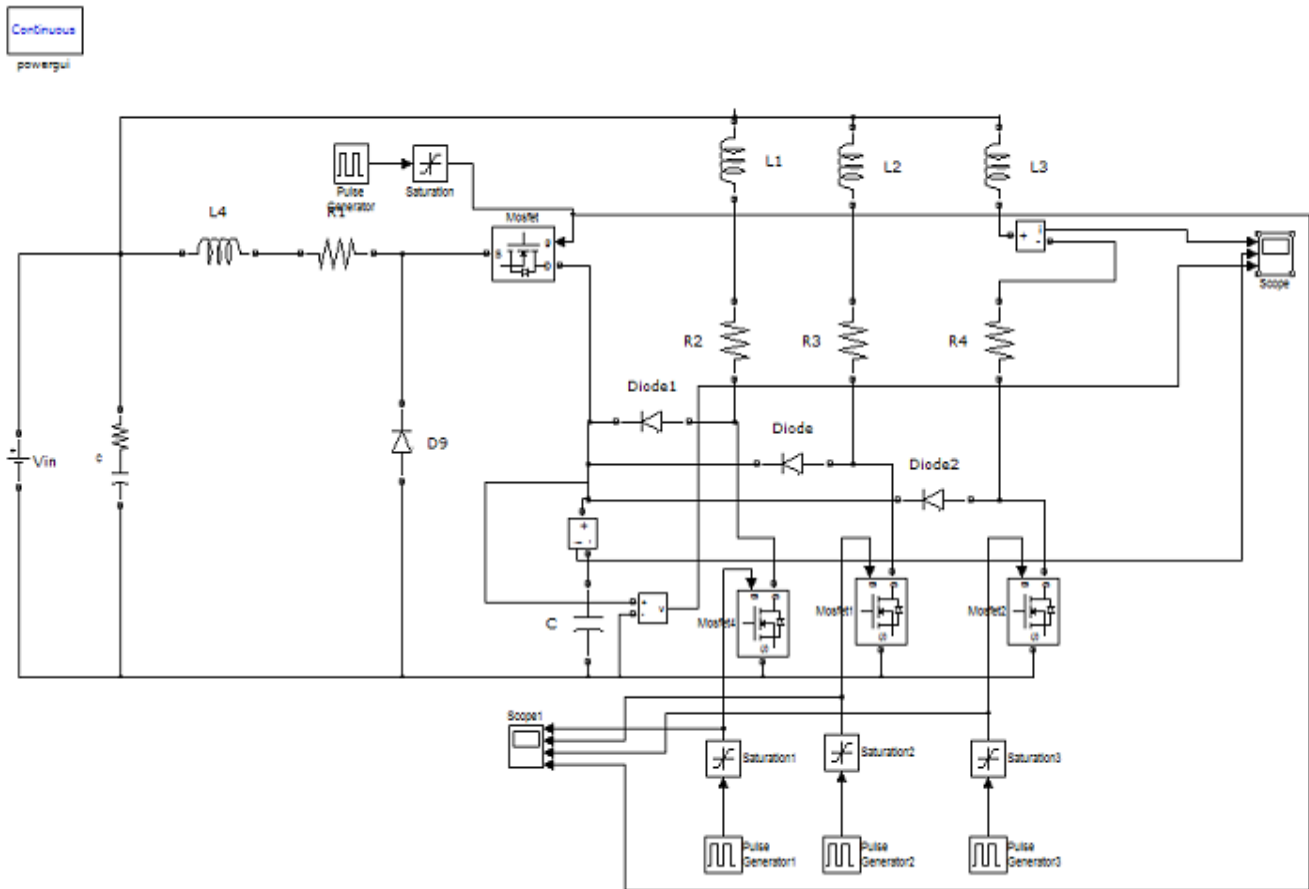 Continuous
powergui
L1
L2
L3
Pulse
Generator
Saturation
L4
R1
Mosfet
g
S
D
+
i
-
Scope
R2
R3
R4
Diode1
Diode
D9
Diode2
+
Vin
c
+
-
i
C
+
-
v
Mosfet4
g
D
S
Mosfet1
g
D
S
Mosfet2
g
D
S
Scope1
Saturation1
Saturation2
Saturation3
Pulse
Generator1
Pulse
Generator2
Pulse
Generator3